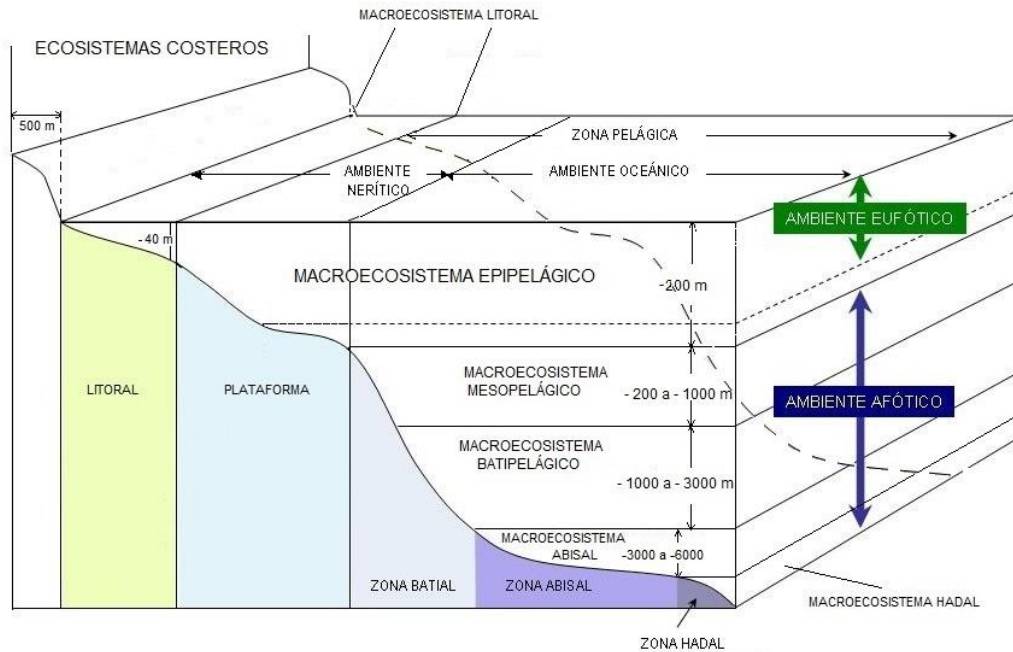 MACROECOSISTEMA LITORAL
ECOSISTEMAS COSTEROS
500 m
ZONA PELÁGICA
AMBIENTE
NERÍTICO
AMBIENTE OCEÁNICO
AMBIENTE EUFÓTICO
- 40 m
MACROECOSISTEMA EPIPELÁGICO
-200m
LITORAL
PLATAFORMA
MACROECOSISTEMA
MESOPELÁGICO
- 200 a - 1000 m
AMBIENTE AFÓTICO
MACROECOSISTEMA
BATIPELÁGICO
- 1000 a - 3000 m
MACROECOSISTEMA
ABISAL
-3000 a -6000
ZONA BATIAL
ZONA ABISAL
MACROECOSISTEMA HADAL
ZONA HADAL